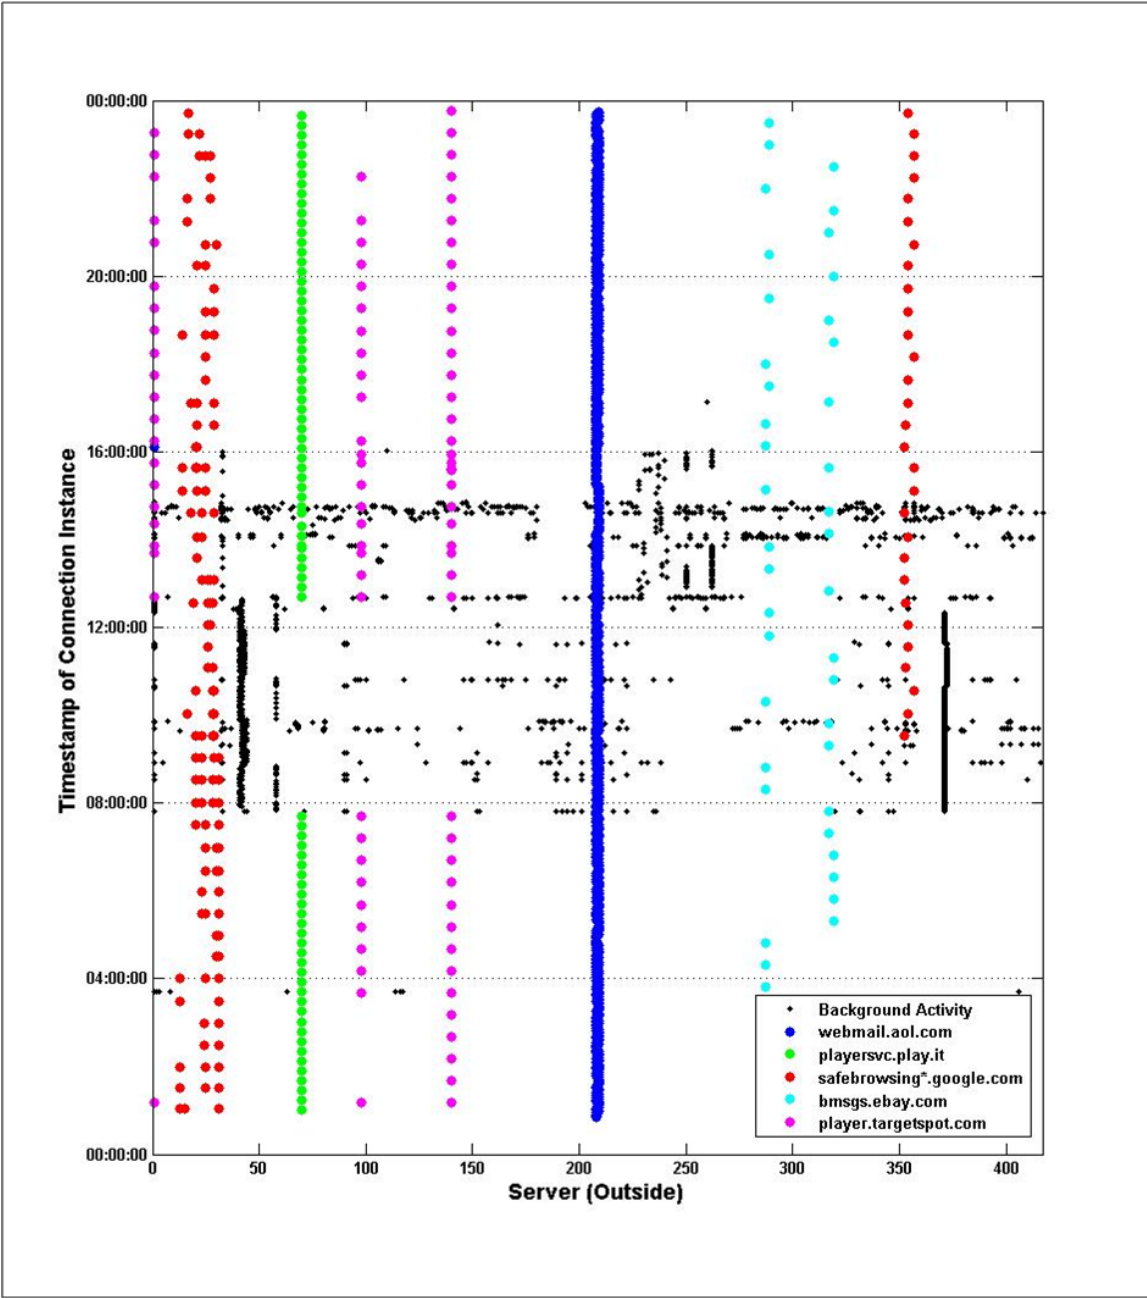 00:00:00
20:00:00
16:00:00
12:00:00
08:00:00
04:00:00
00:00:00
Timestamp of Connection Instance
Background Activity
webmail.aol.com
playersvc.play.it
safebrowsing*.google.com
bmsgs.ebay.com
player.targetspot.com
0 50 100 150 200 250 300 350 400
Server (Outside)